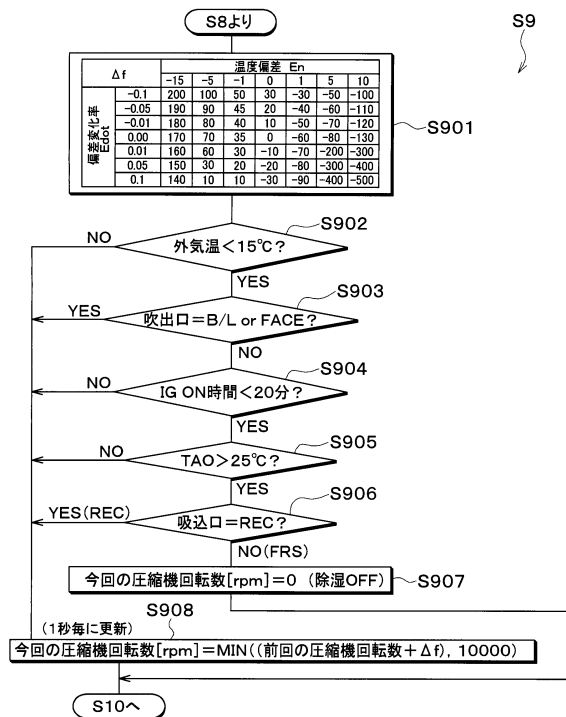 S8より
S9
Δf 温度偏差 En
-15 -5 -1 0 1 5 10
偏差変化率 Edot
-0.1 200 100 50 30 -30 -50 -100
-0.05 190 90 45 20 -40 -60 -110
-0.01 180 80 40 10 -50 -70 -120
0.00 170 70 35 0 -60 -80 -130
0.01 160 60 30 -10 -70 -200 -300
0.05 150 30 20 -20 -80 -300 -400
0.1 140 10 10 -30 -90 -400 -500
S901
S902
NO
外気温<15℃?
YES
S903
YES
吹出口=B/L or FACE?
NO
S904
NO
IG ON時間<20分?
YES
S905
NO
TAO>25℃?
YES
S906
YES(REC)
吸込口=REC?
NO(FRS)
今回の圧縮機回転数[rpm]=0 (除湿OFF)
S907
S908
(1秒毎に更新)
今回の圧縮機回転数[rpm]=MIN((前回の圧縮機回転数+Δf), 10000)
S10へ